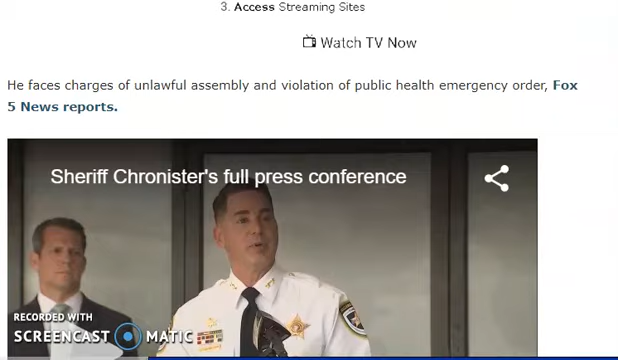 3. Access Streaming Sites
Watch TV Now
He faces charges of unlawful assembly and violation of public health emergency order, Fox
5 News reports.
Sheriff Chronister's full press conference
RECORDED WITH
SCREENCAST MATIC